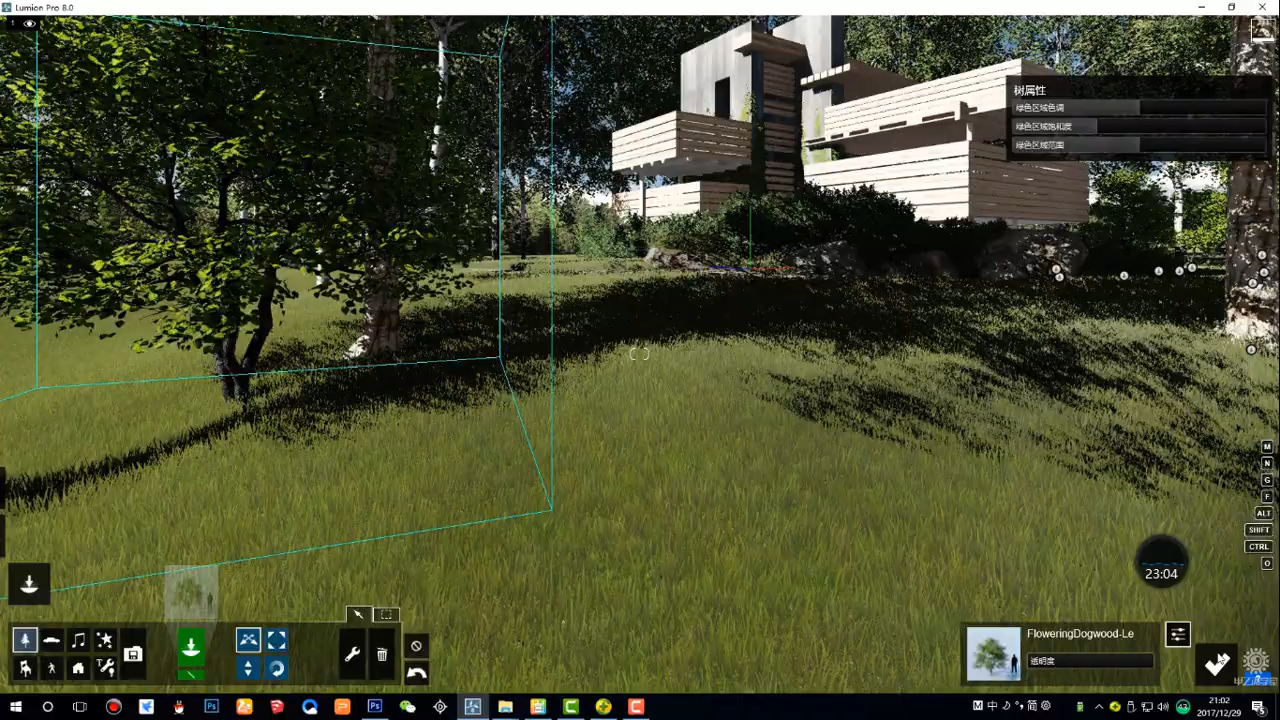 Lumion Pro 8.0
树属性
绿色区域色调
绿色区域饱和度
绿色区域范围
M
N
G
F
ALT
SHIFT
CTRL
O
23:04
FloweringDogwood-Le
透明度
M 中 简
21:02
2017/12/29